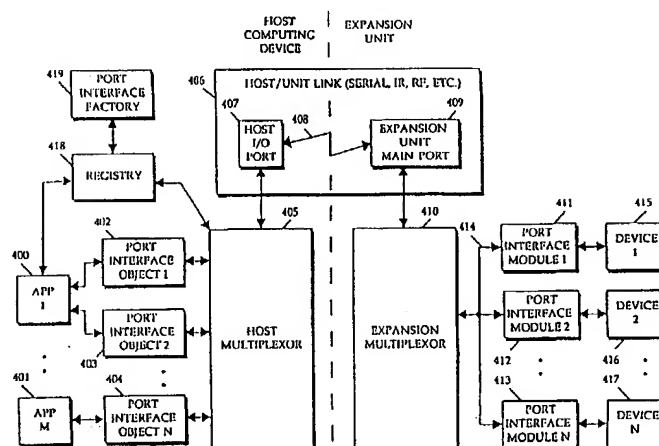 HOST
COMPUTING
DEVICE
EXPANSION
UNIT
406
HOST/UNIT LINK (SERIAL, IR, RF, ETC.)
419
PORT
INTERFACE
FACTORY
407
HOST
I/O
PORT
408
409
EXPANSION
UNIT
MAIN PORT
418
REGISTRY
402
PORT
INTERFACE
OBJECT 1
405
HOST
MULTIPLEXOR
410
EXPANSION
MULTIPLEXOR
414
411
PORT
INTERFACE
MODULE 1
415
DEVICE
1
400
APP
1
PORT
INTERFACE
OBJECT 2
403
PORT
INTERFACE
MODULE 2
412
DEVICE
2
416
401
APP
M
404
PORT
INTERFACE
OBJECT N
413
PORT
INTERFACE
MODULE N
417
DEVICE
N